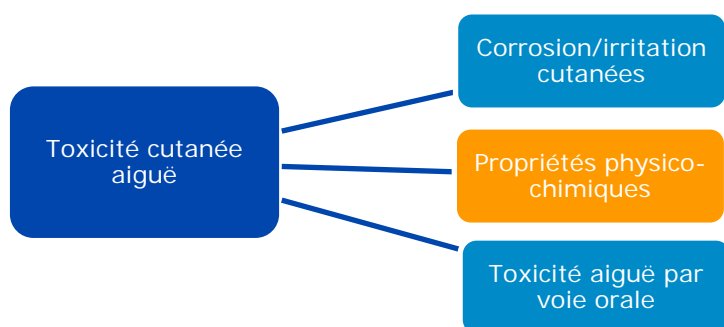 Corrosion/irritation
cutanées
Toxicité cutanée
aiguë
Propriétés physico-
chimiques
Toxicité aiguë par
voie orale